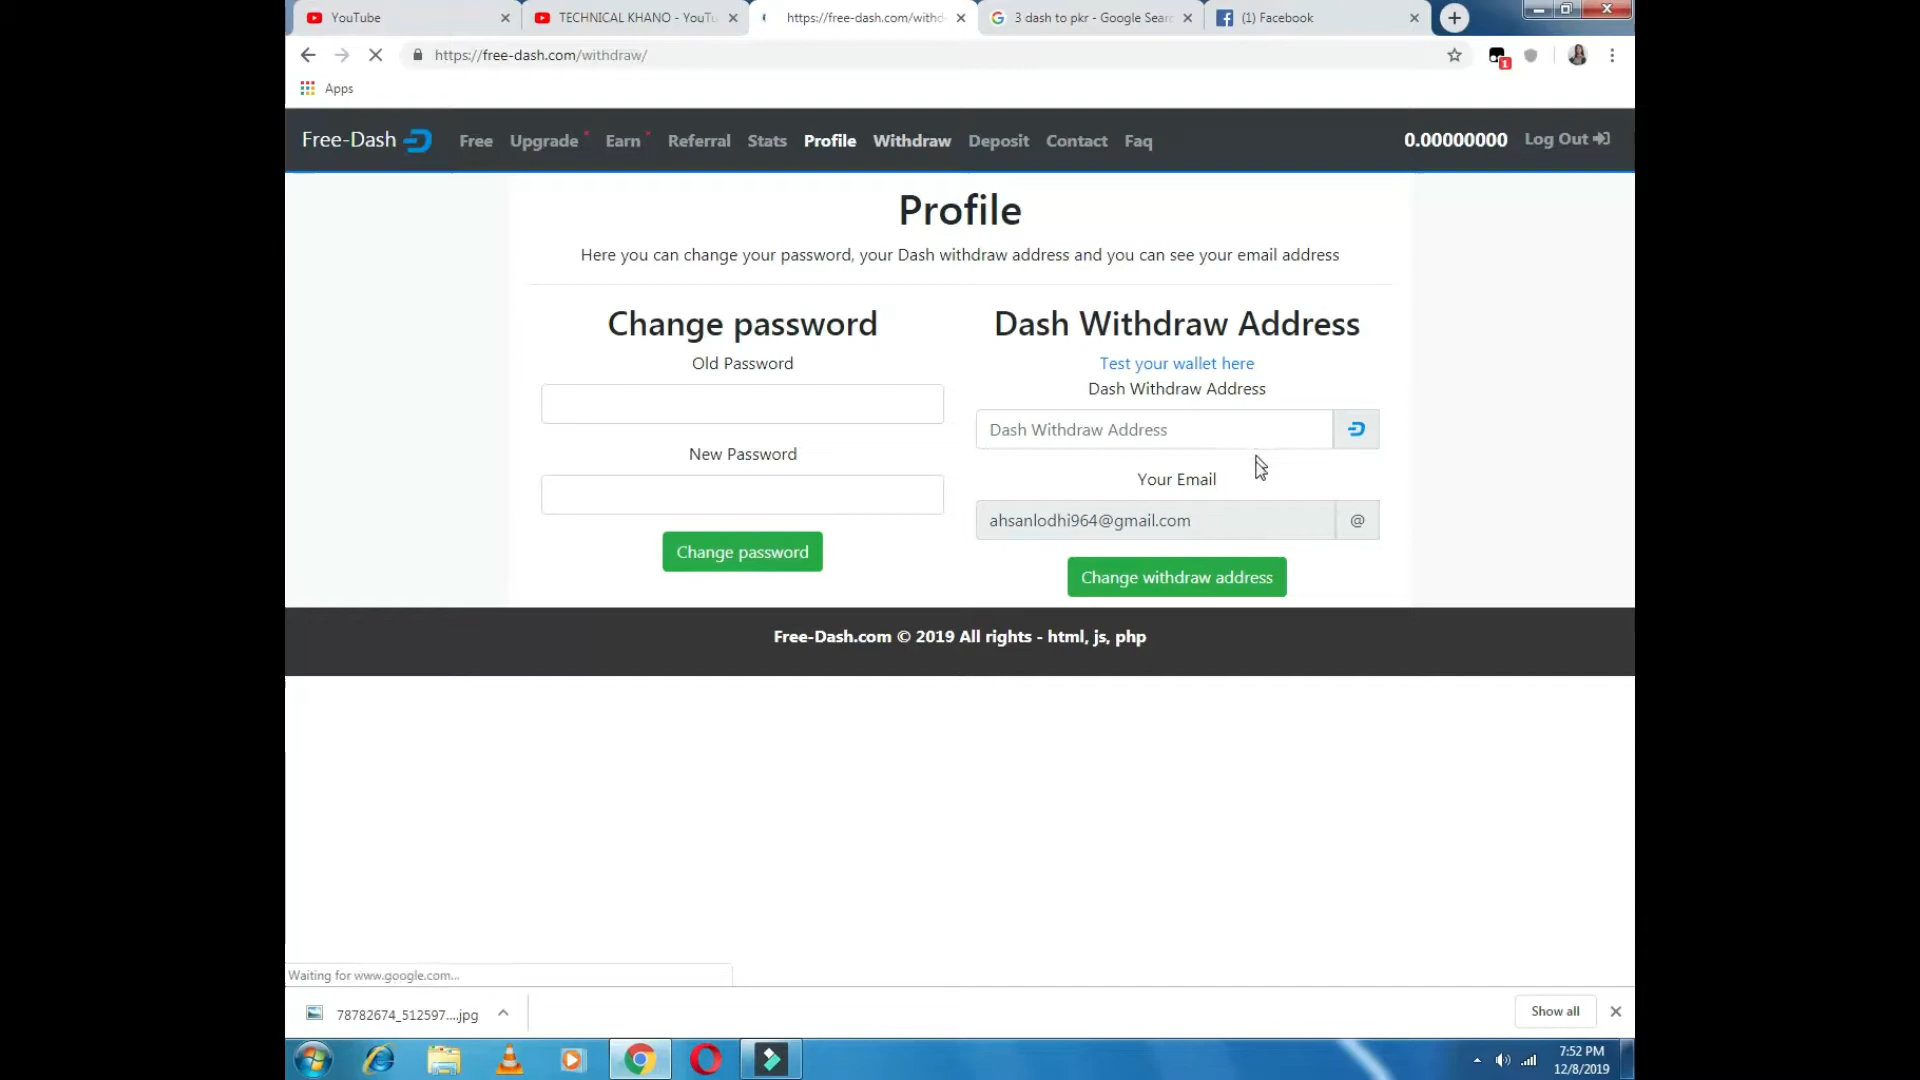 YouTube
TECHNICAL KHANO - YouTu
https://free-dash.com/withd
3 dash to pkr - Google Sear
(1) Facebook
https://free-dash.com/withdraw/
1
Apps
Free-Dash
Free
Upgrade
Earn
Referral
Stats
Profile
Withdraw
Deposit
Contact
Faq
0.00000000
Log Out
Profile
Here you can change your password, your Dash withdraw address and you can see your email address
Change password
Old Password
New Password
Change password
Dash Withdraw Address
Test your wallet here
Dash Withdraw Address
Dash Withdraw Address
Your Email
ahsanlodhi964@gmail.com
@
Change withdraw address
Free-Dash.com © 2019 All rights - html, js, php
Waiting for www.google.com...
78782674_512597....jpg
Show all
7:52 PM
12/8/2019